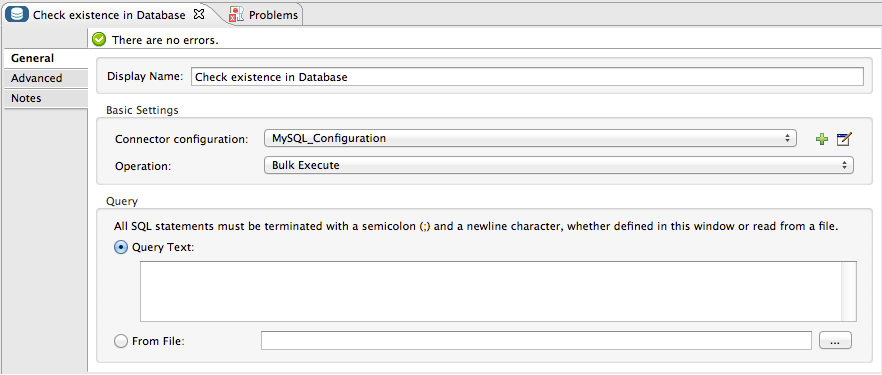 Check existence in Database
Problems
There are no errors.
General
Advanced
Notes
Display Name: Check existence in Database
Basic Settings
Connector configuration: MySQL_Configuration
Operation: Bulk Execute
Query
All SQL statements must be terminated with a semicolon (;) and a newline character, whether defined in this window or read from a file.
Query Text:
From File:
...